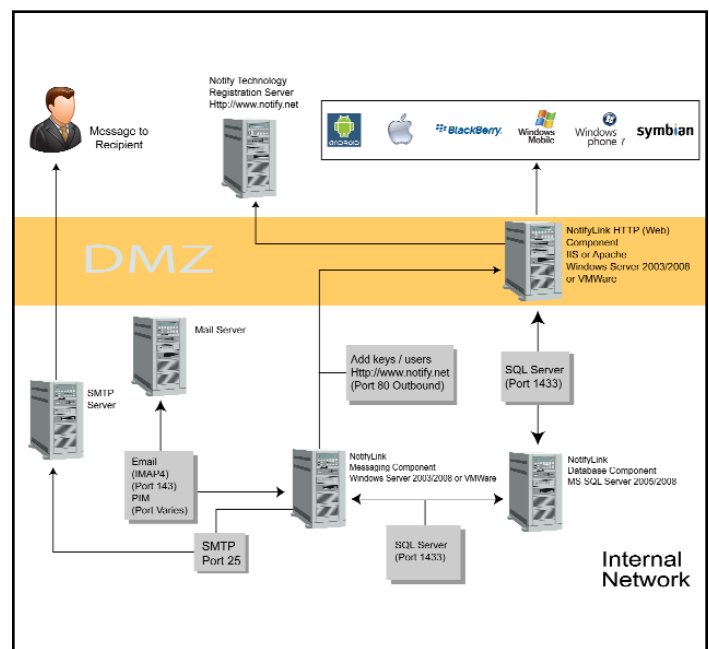 Notify Technology
Registration Server
Http://www.notify.net
Message to
Recipient
android
BlackBerry.
Windows
Mobile
Windows
phone 7
symbian
DMZ
NotifyLink HTTP (Web)
Component
IIS or Apache
Windows Server 2003/2008
or VMWare
Mail Server
SMTP
Server
Add keys / users
Http://www.notify.net
(Port 80 Outbound)
SQL Server
(Port 1433)
Email
(IMAP4)
(Port 143)
PIM
(Port Varies)
NotifyLink
Messaging Component
Windows Server 2003/2008 or VMWare
NotifyLink
Database Component
MS SQL Server 2005/2008
SMTP
Port 25
SQL Server
(Port 1433)
Internal
Network